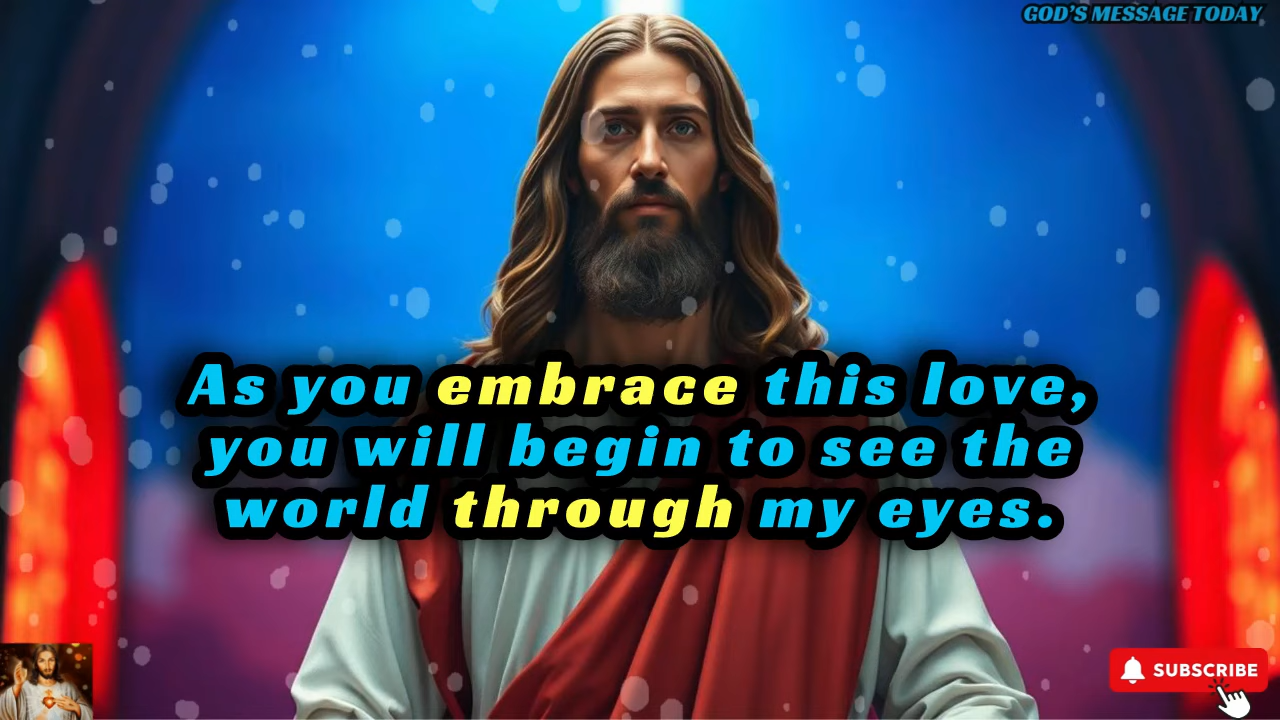 GOD'S MESSAGE TODAY
As you embrace this love,
you will begin to see the
world through my eyes.
SUBSCRIBE